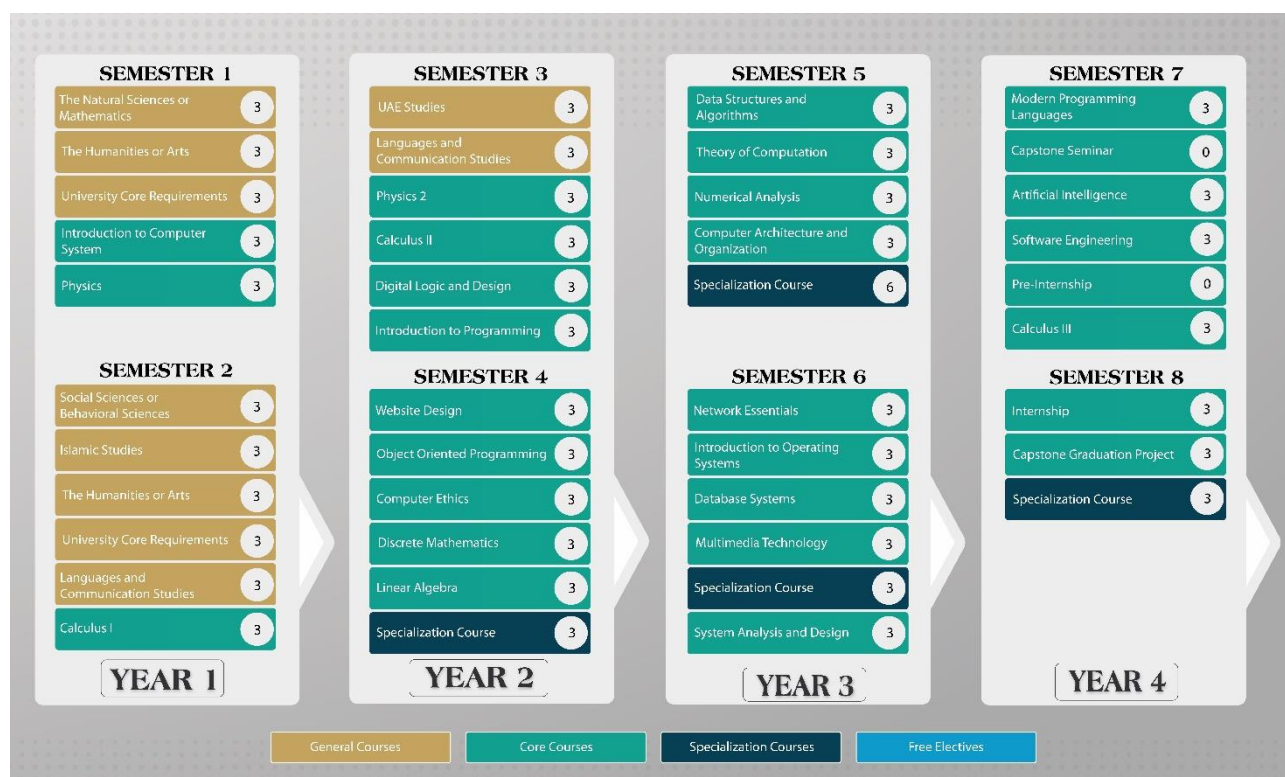 SEMESTER 1
The Natural Sciences or
Mathematics
3
The Humanities or Arts
3
University Core Requirements
3
Introduction to Computer
System
3
Physics
3
SEMESTER 2
Social Sciences or
Behavioral Sciences
3
Islamic Studies
3
The Humanities or Arts
3
University Core Requirements
3
Languages and
Communication Studies
3
Calculus I
3
YEAR 1
SEMESTER 3
UAE Studies
3
Languages and
Communication Studies
3
Physics 2
3
Calculus II
3
Digital Logic and Design
3
Introduction to Programming
3
SEMESTER 4
Website Design
3
Object Oriented Programming
3
Computer Ethics
3
Discrete Mathematics
3
Linear Algebra
3
Specialization Course
3
YEAR 2
SEMESTER 5
Data Structures and
Algorithms
3
Theory of Computation
3
Numerical Analysis
3
Computer Architecture and
Organization
3
Specialization Course
6
SEMESTER 6
Network Essentials
3
Introduction to Operating
Systems
3
Database Systems
3
Multimedia Technology
3
Specialization Course
3
System Analysis and Design
3
YEAR 3
SEMESTER 7
Modern Programming
Languages
3
Capstone Seminar
0
Artificial Intelligence
3
Software Engineering
3
Pre-Internship
0
Calculus III
3
SEMESTER 8
Internship
3
Capstone Graduation Project
3
Specialization Course
3
YEAR 4
General Courses
Core Courses
Specialization Courses
Free Electives